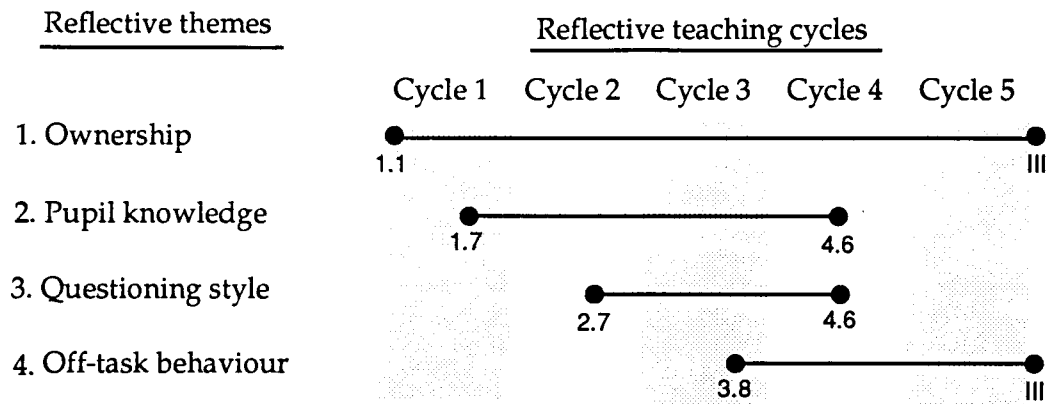 Reflective themes
Reflective teaching cycles
Cycle 1 Cycle 2 Cycle 3 Cycle 4 Cycle 5
1. Ownership
1.1 III
2. Pupil knowledge
1.7 4.6
3. Questioning style
2.7 4.6
4. Off-task behaviour
3.8 III